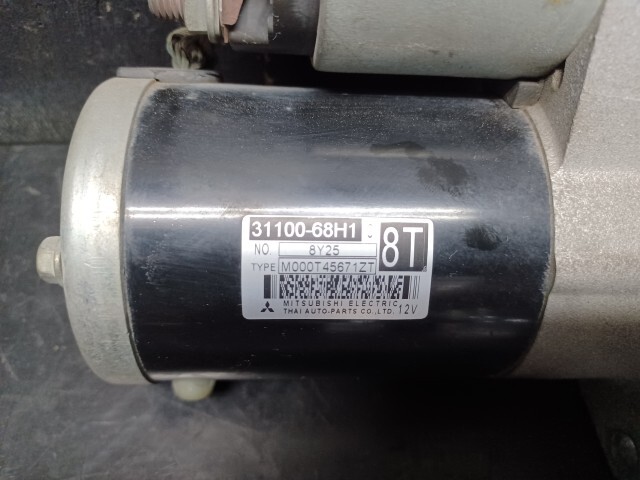 31100-68H1
8T
NO. 8Y25
TYPE M000T45671ZT
MITSUBISHI ELECTRIC
THAI AUTO-PARTS CO.,LTD. 12V